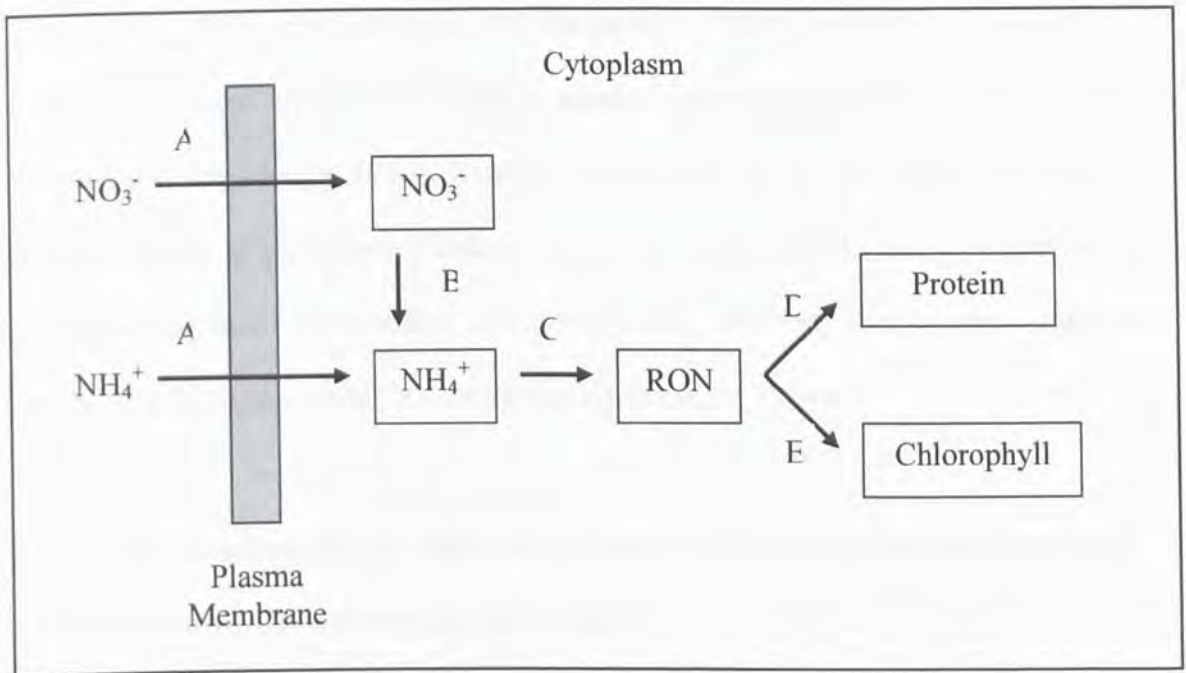 Cytoplasm
A
NO₃⁻
NO₃⁻
B
Protein
D
A
C
NH₄⁺
NH₄⁺
RON
E
Chlorophyll
Plasma
Membrane